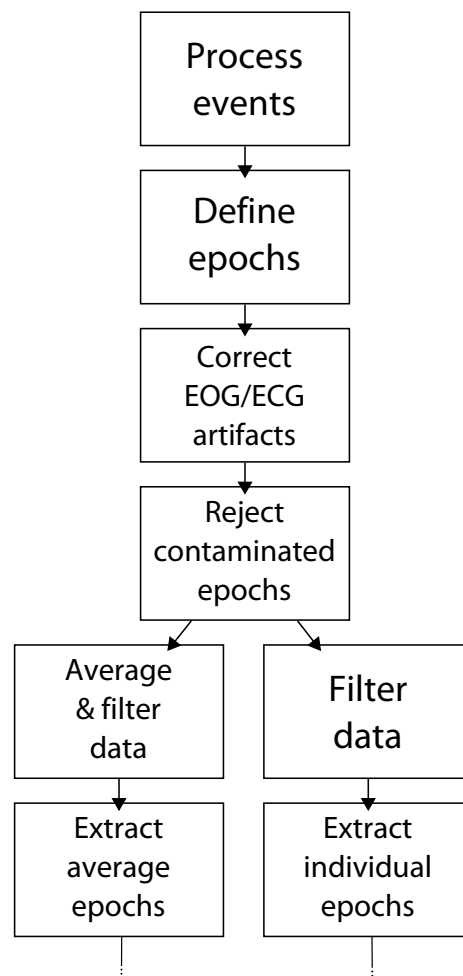 Process
events
Define
epochs
Correct
EOG/ECG
artifacts
Reject
contaminated
epochs
Average
& filter
data
Filter
data
Extract
average
epochs
Extract
individual
epochs